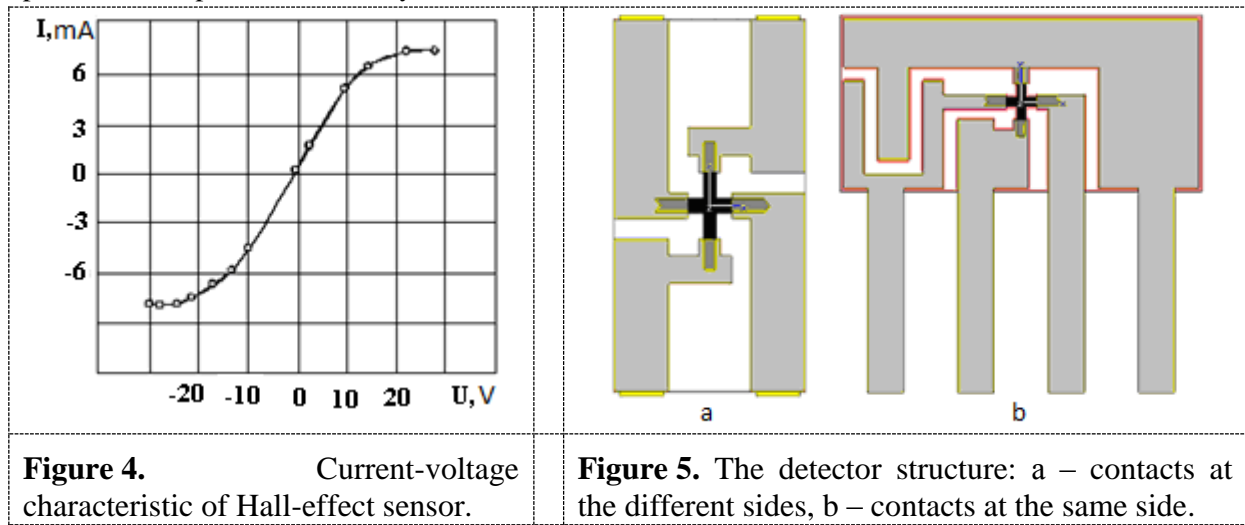 I,mA
6
3
0
-3
-6
-20 -10 0 10 20 U, V
a
b
Figure 4. Current-voltage
characteristic of Hall-effect sensor.
Figure 5. The detector structure: a – contacts at
the different sides, b – contacts at the same side.